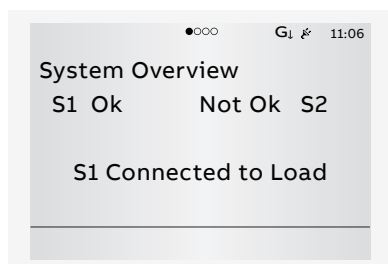 G↓ 11:06
System Overview
S1 Ok Not Ok S2
S1 Connected to Load